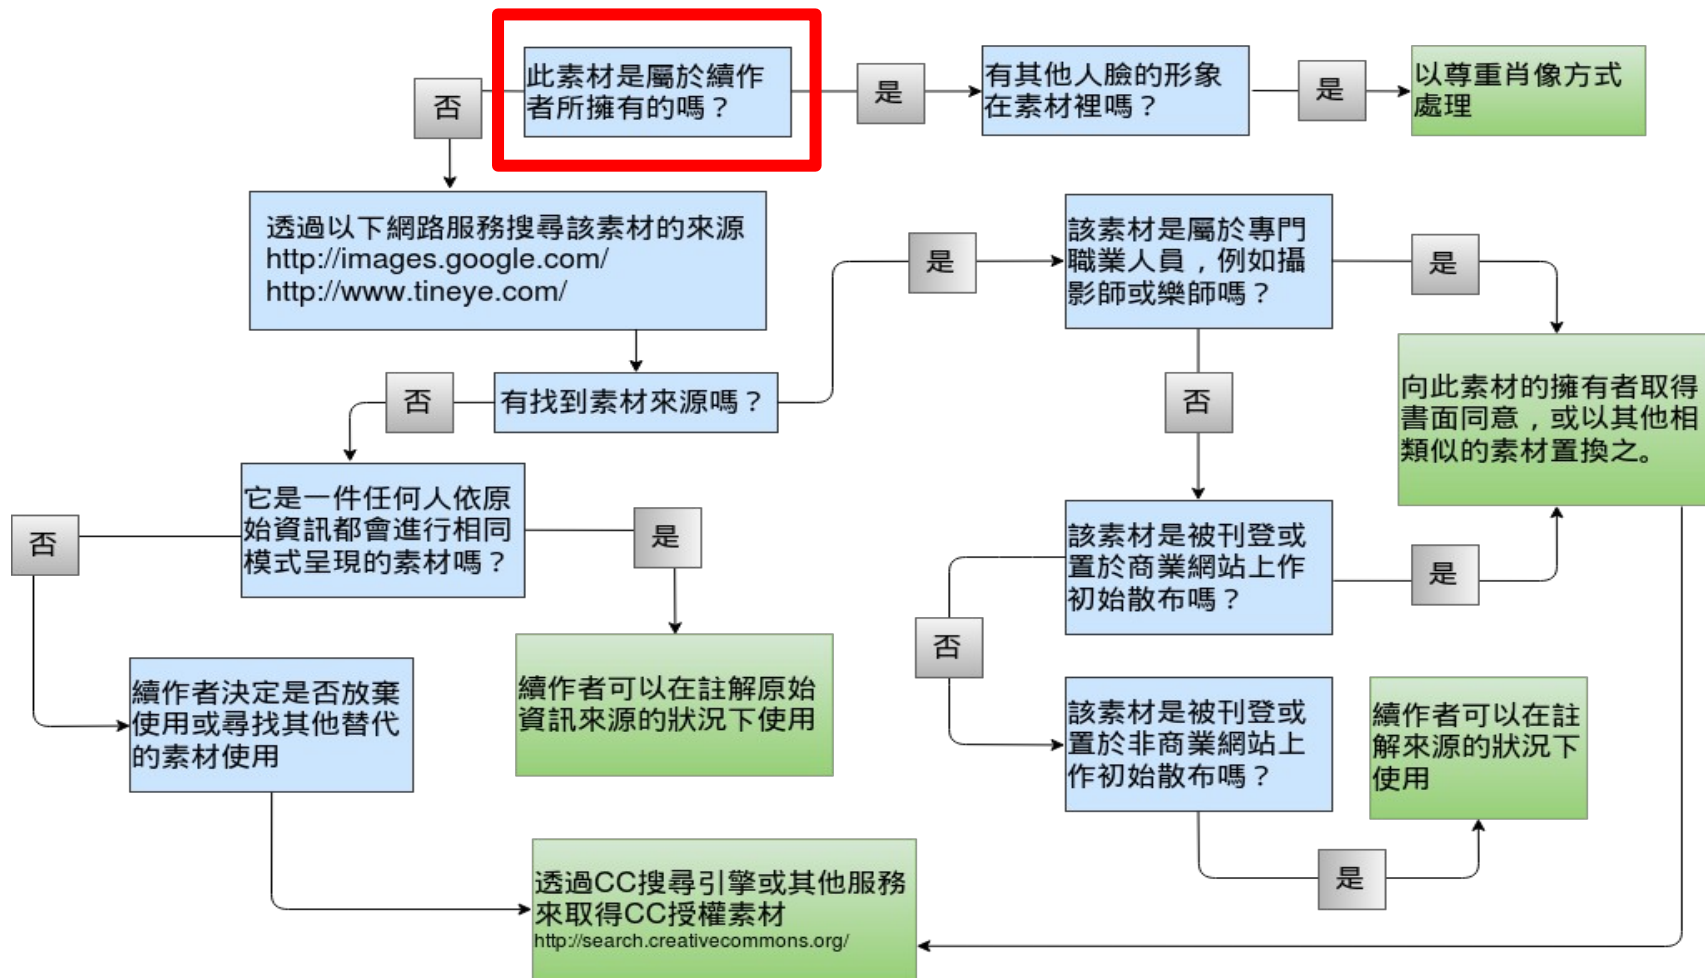 此素材是屬於續作
者所擁有的嗎？
是
有其他人臉的形象
在素材裡嗎？
是
以尊重肖像方式
處理
否
透過以下網路服務搜尋該素材的來源
http://images.google.com/
http://www.tineye.com/
有找到素材來源嗎？
是
該素材是屬於專門
職業人員，例如攝
影師或樂師嗎？
是
向此素材的擁有者取得
書面同意，或以其他相
類似的素材置換之。
否
該素材是被刊登或
置於商業網站上作
初始散布嗎？
是
否
該素材是被刊登或
置於非商業網站上
作初始散布嗎？
是
續作者可以在註
解來源的狀況下
使用
否
它是一件任何人依原
始資訊都會進行相同
模式呈現的素材嗎？
是
續作者可以在註解原始
資訊來源的狀況下使用
否
續作者決定是否放棄
使用或尋找其他替代
的素材使用
透過CC搜尋引擎或其他服務
來取得CC授權素材
http://search.creativecommons.org/